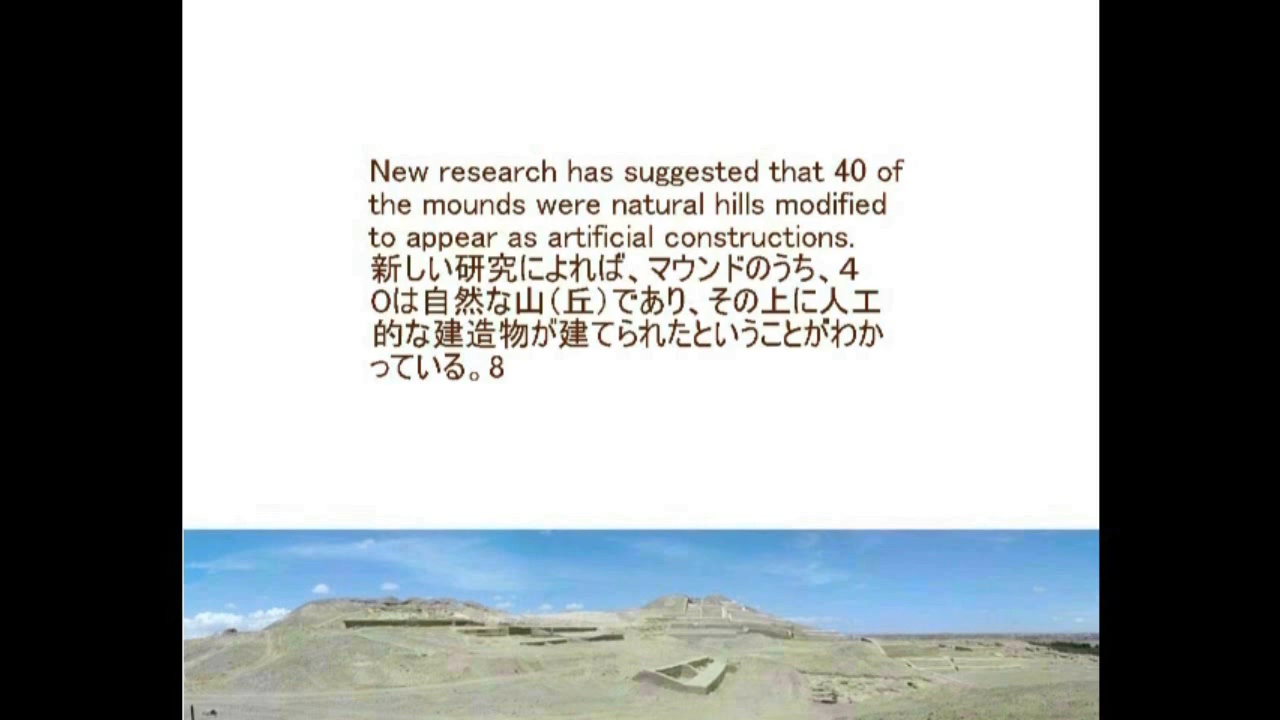 New research has suggested that 40 of
the mounds were natural hills modified
to appear as artificial constructions.
新しい研究によれば、マウンドのうち、４
０は自然な山（丘）であり、その上に人工
的な建造物が建てられたということがわか
っている。8